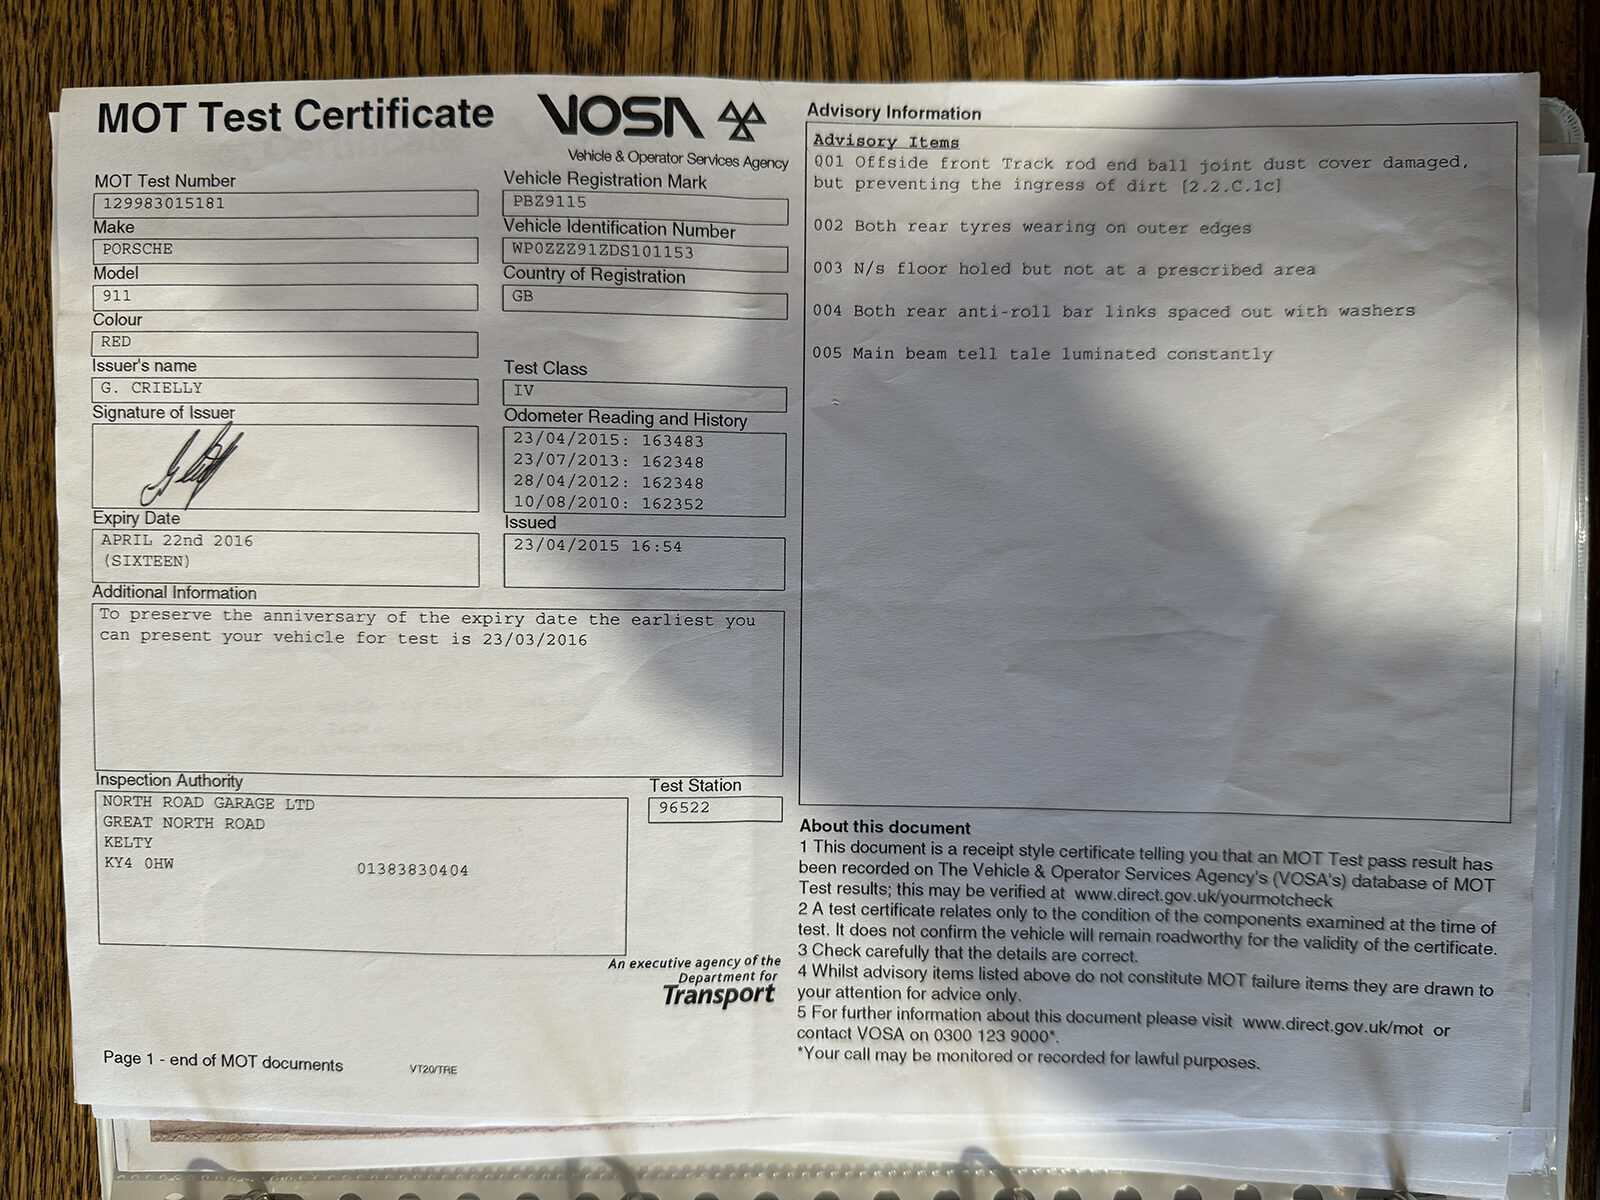 MOT Test Certificate
VOSA
Vehicle & Operator Services Agency
MOT Test Number
129983015181
Make
PORSCHE
Model
911
Colour
RED
Issuer's name
G. CRIELLY
Signature of Issuer
Expiry Date
APRIL 22nd 2016
(SIXTEEN)
Vehicle Registration Mark
PBZ9115
Vehicle Identification Number
WP0ZZZ91ZDS101153
Country of Registration
GB
Test Class
IV
Odometer Reading and History
23/04/2015: 163483
23/07/2013: 162348
28/04/2012: 162348
10/08/2010: 162352
Issued
23/04/2015 16:54
Additional Information
To preserve the anniversary of the expiry date the earliest you
can present your vehicle for test is 23/03/2016
Inspection Authority
NORTH ROAD GARAGE LTD
GREAT NORTH ROAD
KELTY
KY4 0HW 01383830404
Test Station
96522
An executive agency of the
Department for
Transport
Page 1 - end of MOT documents
VT20/TRE
Advisory Information
Advisory Items
001 Offside front Track rod end ball joint dust cover damaged,
but preventing the ingress of dirt [2.2.C.1c]
002 Both rear tyres wearing on outer edges
003 N/s floor holed but not at a prescribed area
004 Both rear anti-roll bar links spaced out with washers
005 Main beam tell tale luminated constantly
About this document
1 This document is a receipt style certificate telling you that an MOT Test pass result has
been recorded on The Vehicle & Operator Services Agency's (VOSA's) database of MOT
Test results; this may be verified at www.direct.gov.uk/yourmotcheck
2 A test certificate relates only to the condition of the components examined at the time of
test. It does not confirm the vehicle will remain roadworthy for the validity of the certificate.
3 Check carefully that the details are correct.
4 Whilst advisory items listed above do not constitute MOT failure items they are drawn to
your attention for advice only.
5 For further information about this document please visit www.direct.gov.uk/mot or
contact VOSA on 0300 123 9000*.
*Your call may be monitored or recorded for lawful purposes.